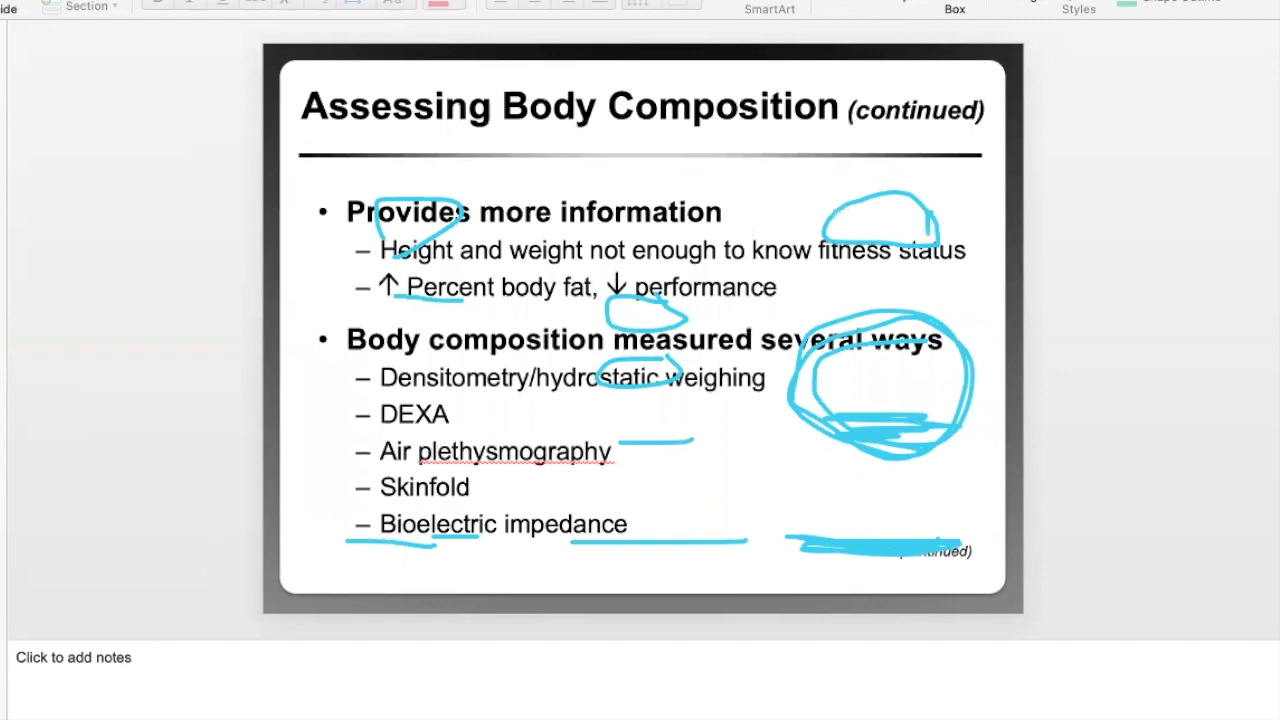 ide
Section
SmartArt
Box
Styles
Assessing Body Composition (continued)
• Provides more information
– Height and weight not enough to know fitness status
– ↑ Percent body fat, ↓ performance
• Body composition measured several ways
– Densitometry/hydrostatic weighing
– DEXA
– Air plethysmography
– Skinfold
– Bioelectric impedance
(continued)
Click to add notes